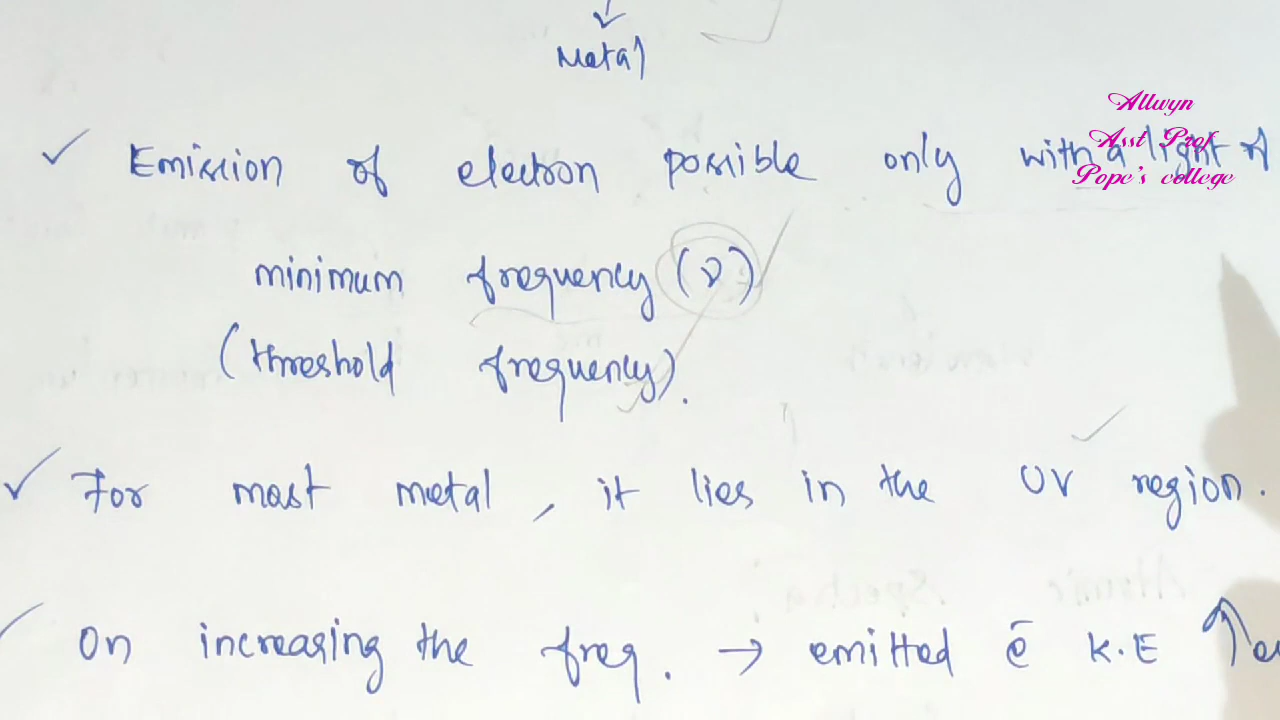 Metal
Allwyn
Asst Prof
Pope's college
✓ Emission of electron possible only with a light of
minimum frequency (ν)
(threshold frequency).
✓ For most metal, it lies in the UV region.
✓ On increasing the freq. → emitted ē K.E ↑